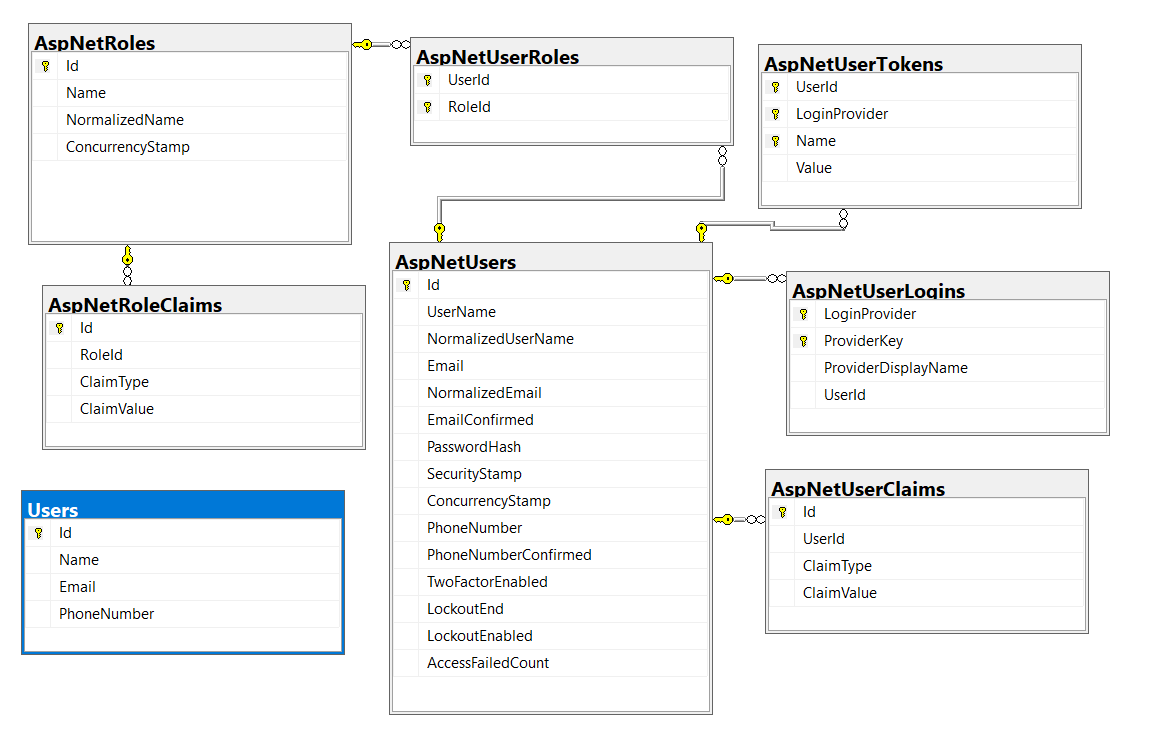 AspNetRoles
Id
Name
NormalizedName
ConcurrencyStamp
AspNetUserRoles
UserId
RoleId
AspNetUserTokens
UserId
LoginProvider
Name
Value
AspNetRoleClaims
Id
RoleId
ClaimType
ClaimValue
AspNetUsers
Id
UserName
NormalizedUserName
Email
NormalizedEmail
EmailConfirmed
PasswordHash
SecurityStamp
ConcurrencyStamp
PhoneNumber
PhoneNumberConfirmed
TwoFactorEnabled
LockoutEnd
LockoutEnabled
AccessFailedCount
AspNetUserLogins
LoginProvider
ProviderKey
ProviderDisplayName
UserId
Users
Id
Name
Email
PhoneNumber
AspNetUserClaims
Id
UserId
ClaimType
ClaimValue